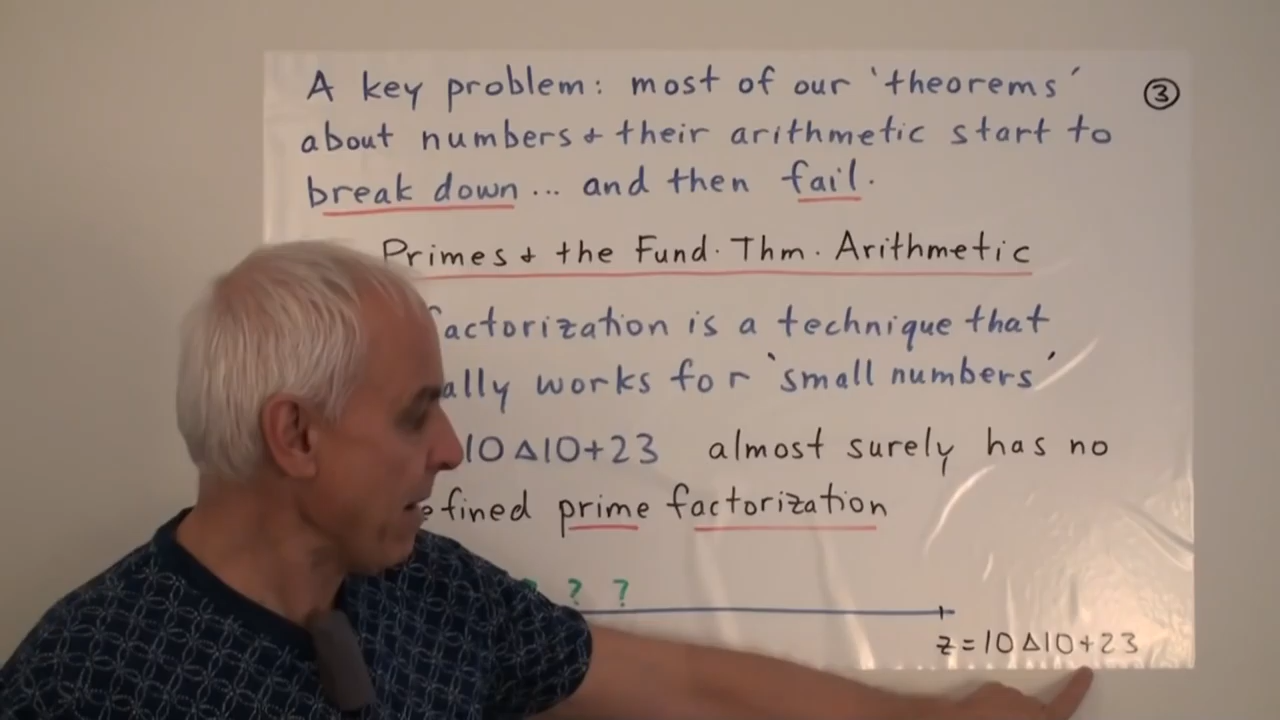 A key problem: most of our 'theorems'
③
about numbers + their arithmetic start to
break down... and then fail.
Primes + the Fund. Thm. Arithmetic
actorization is a technique that
ally works for 'small numbers'
10△10+23 almost surely has no
efined prime factorization
? ? ?
z=10△10+23